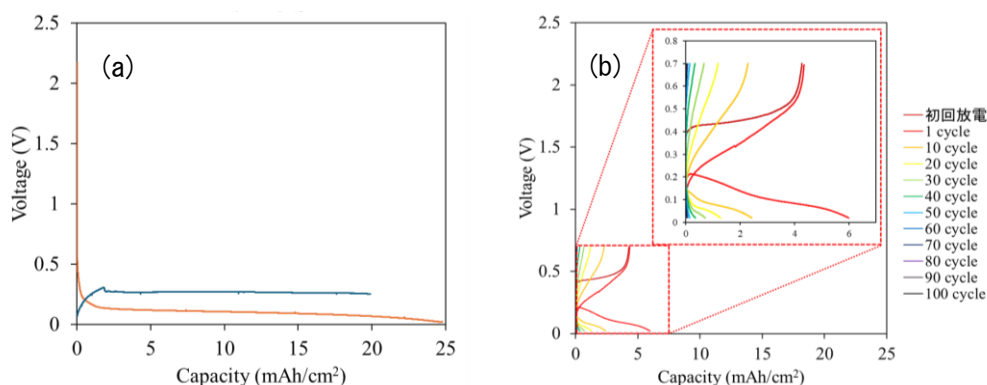 (a)
Voltage (V)
2.5
2
1.5
1
0.5
0
0
5
10
15
20
25
Capacity (mAh/cm²)
(b)
Voltage (V)
2.5
2
1.5
1
0.5
0
0
5
10
15
20
25
Capacity (mAh/cm²)
0.8
0.7
0.6
0.5
0.4
0.3
0.2
0.1
0
0
2
4
6
初回放電
1 cycle
10 cycle
20 cycle
30 cycle
40 cycle
50 cycle
60 cycle
70 cycle
80 cycle
90 cycle
100 cycle